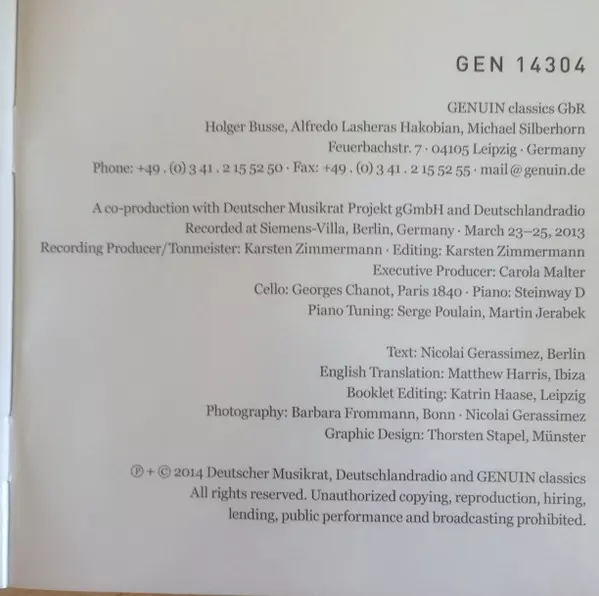 GEN 14304
GENUIN classics GbR
Holger Busse, Alfredo Lasheras Hakobian, Michael Silberhorn
Feuerbachstr. 7 · 04105 Leipzig · Germany
Phone: +49 . (0) 3 41 . 2 15 52 50 · Fax: +49 . (0) 3 41 . 2 15 52 55 · mail@genuin.de
A co-production with Deutscher Musikrat Projekt gGmbH and Deutschlandradio
Recorded at Siemens-Villa, Berlin, Germany · March 23–25, 2013
Recording Producer/Tonmeister: Karsten Zimmermann · Editing: Karsten Zimmermann
Executive Producer: Carola Malter
Cello: Georges Chanot, Paris 1840 · Piano: Steinway D
Piano Tuning: Serge Poulain, Martin Jerabek
Text: Nicolai Gerassimez, Berlin
English Translation: Matthew Harris, Ibiza
Booklet Editing: Katrin Haase, Leipzig
Photography: Barbara Frommann, Bonn · Nicolai Gerassimez
Graphic Design: Thorsten Stapel, Münster
℗ + © 2014 Deutscher Musikrat, Deutschlandradio and GENUIN classics
All rights reserved. Unauthorized copying, reproduction, hiring,
lending, public performance and broadcasting prohibited.